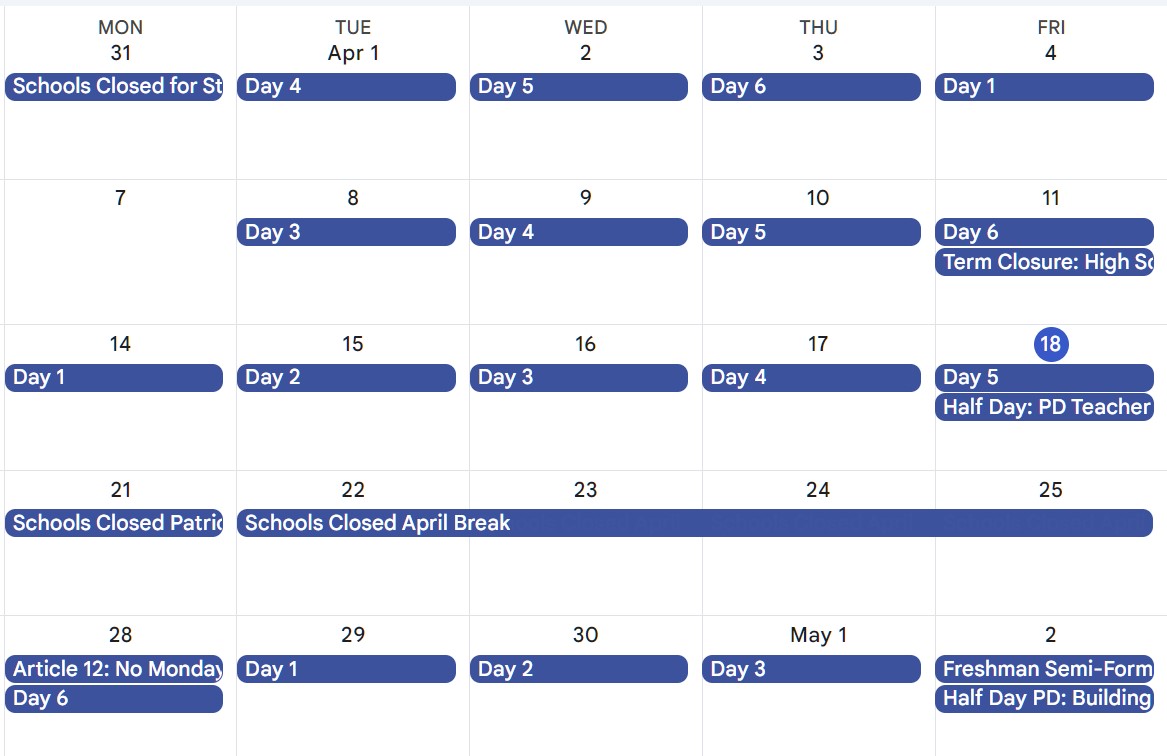 MON TUE WED THU FRI
31 Apr 1 2 3 4
Schools Closed for St Day 4 Day 5 Day 6 Day 1
7 8 9 10 11
Day 3 Day 4 Day 5 Day 6
Term Closure: High Sc
14 15 16 17 18
Day 1 Day 2 Day 3 Day 4 Day 5
Half Day: PD Teacher
21 22 23 24 25
Schools Closed Patric Schools Closed April Break
28 29 30 May 1 2
Article 12: No Monday Day 1 Day 2 Day 3 Freshman Semi-Form
Day 6 Half Day PD: Building